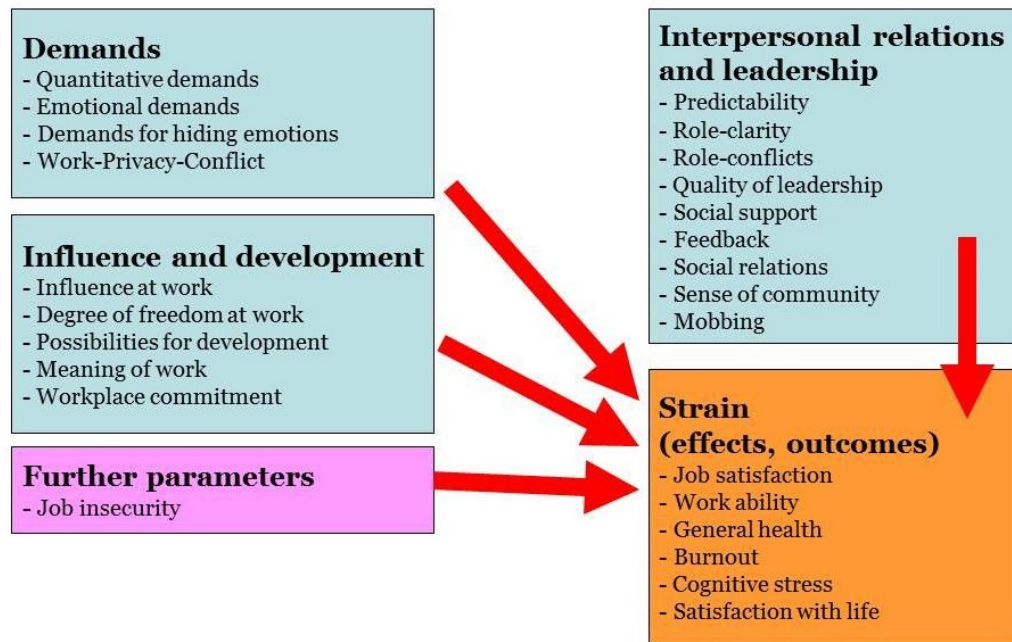 Demands
- Quantitative demands
- Emotional demands
- Demands for hiding emotions
- Work-Privacy-Conflict
Influence and development
- Influence at work
- Degree of freedom at work
- Possibilities for development
- Meaning of work
- Workplace commitment
Further parameters
- Job insecurity
Interpersonal relations
and leadership
- Predictability
- Role-clarity
- Role-conflicts
- Quality of leadership
- Social support
- Feedback
- Social relations
- Sense of community
- Mobbing
Strain
(effects, outcomes)
- Job satisfaction
- Work ability
- General health
- Burnout
- Cognitive stress
- Satisfaction with life